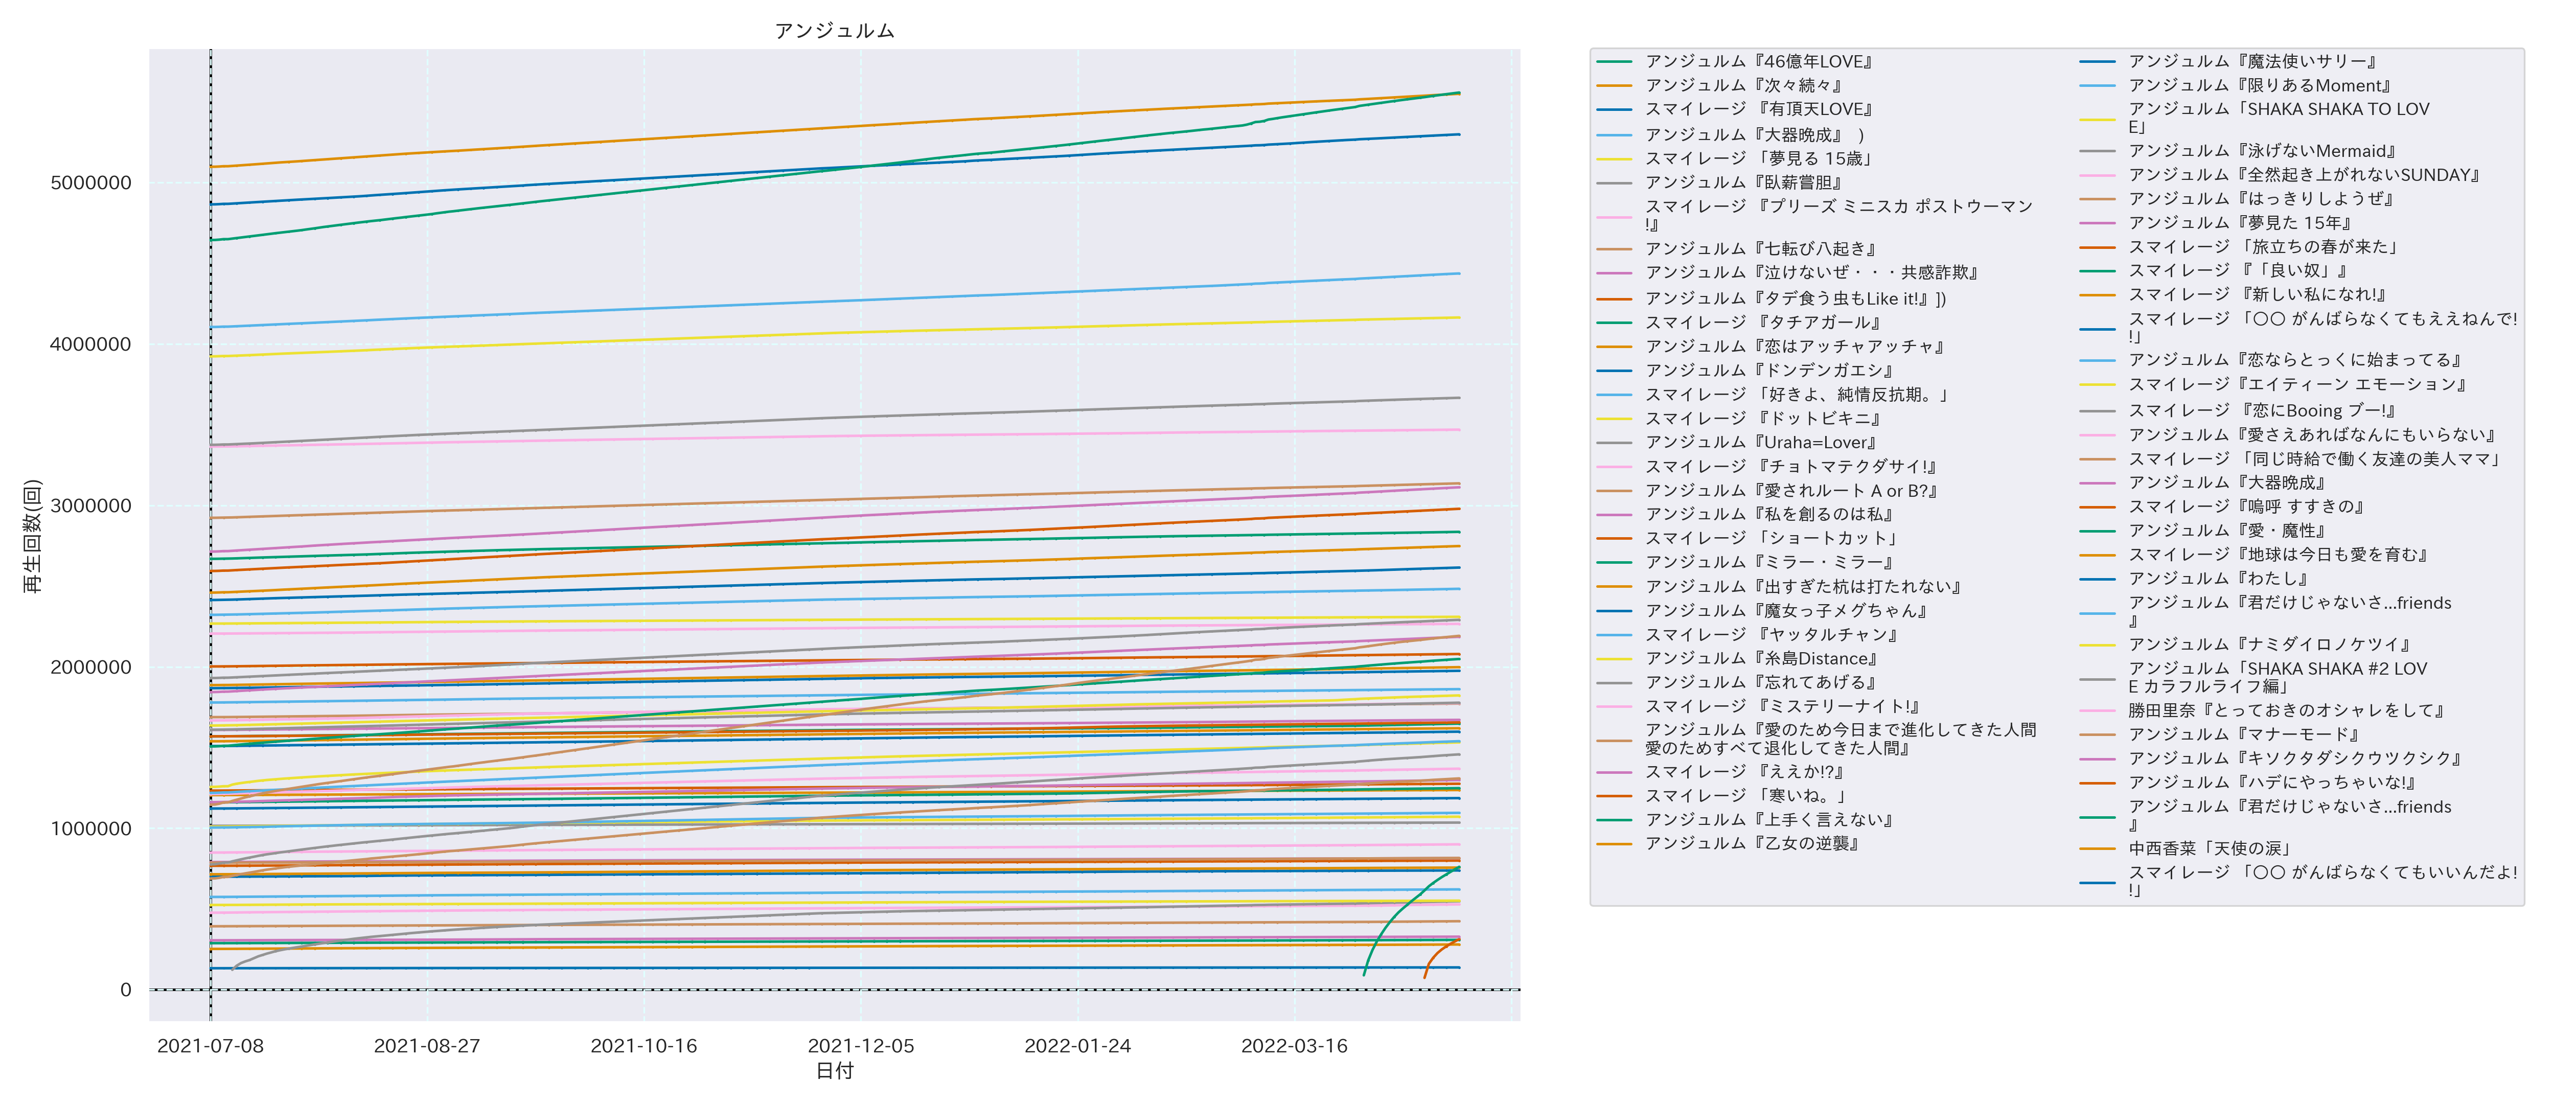 アンジュルム
再生回数(回)
5000000
4000000
3000000
2000000
1000000
0
2021-07-08
2021-08-27
2021-10-16
2021-12-05
2022-01-24
2022-03-16
日付
アンジュルム『46億年LOVE』
アンジュルム『次々続々』
スマイレージ 『有頂天LOVE』
アンジュルム『大器晩成』 )
スマイレージ 「夢見る 15歳」
アンジュルム『臥薪嘗胆』
スマイレージ 『プリーズ ミニスカ ポストウーマン
!』
アンジュルム『七転び八起き』
アンジュルム『泣けないぜ・・・共感詐欺』
アンジュルム『タデ食う虫もLike it!』])
スマイレージ 『タチアガール』
アンジュルム『恋はアッチャアッチャ』
アンジュルム『ドンデンガエシ』
スマイレージ 「好きよ、純情反抗期。」
スマイレージ 『ドットビキニ』
アンジュルム『Uraha=Lover』
スマイレージ 『チョトマテクダサイ!』
アンジュルム『愛されルート A or B?』
アンジュルム『私を創るのは私』
スマイレージ 「ショートカット」
アンジュルム『ミラー・ミラー』
アンジュルム『出すぎた杭は打たれない』
アンジュルム『魔女っ子メグちゃん』
スマイレージ 『ヤッタルチャン』
アンジュルム『糸島Distance』
アンジュルム『忘れてあげる』
スマイレージ 『ミステリーナイト!』
アンジュルム『愛のため今日まで進化してきた人間
愛のためすべて退化してきた人間』
スマイレージ 『ええか!?』
スマイレージ 「寒いね。」
アンジュルム『上手く言えない』
アンジュルム『乙女の逆襲』
アンジュルム『魔法使いサリー』
アンジュルム『限りあるMoment』
アンジュルム「SHAKA SHAKA TO LOV
E」
アンジュルム『泳げないMermaid』
アンジュルム『全然起き上がれないSUNDAY』
アンジュルム『はっきりしようぜ』
アンジュルム『夢見た 15年』
スマイレージ 「旅立ちの春が来た」
スマイレージ 『「良い奴」』
スマイレージ 『新しい私になれ!』
スマイレージ 「○○ がんばらなくてもええねんで!
!」
アンジュルム『恋ならとっくに始まってる』
スマイレージ『エイティーン エモーション』
スマイレージ 『恋にBooing ブー!』
アンジュルム『愛さえあればなんにもいらない』
スマイレージ 「同じ時給で働く友達の美人ママ」
アンジュルム『大器晩成』
スマイレージ『嗚呼 すすきの』
アンジュルム『愛・魔性』
スマイレージ『地球は今日も愛を育む』
アンジュルム『わたし』
アンジュルム『君だけじゃないさ...friends
』
アンジュルム『ナミダイロノケツイ』
アンジュルム「SHAKA SHAKA #2 LOV
E カラフルライフ編」
勝田里奈『とっておきのオシャレをして』
アンジュルム『マナーモード』
アンジュルム『キソクタダシクウツクシク』
アンジュルム『ハデにやっちゃいな!』
アンジュルム『君だけじゃないさ...friends
』
中西香菜「天使の涙」
スマイレージ 「○○ がんばらなくてもいいんだよ!
!」